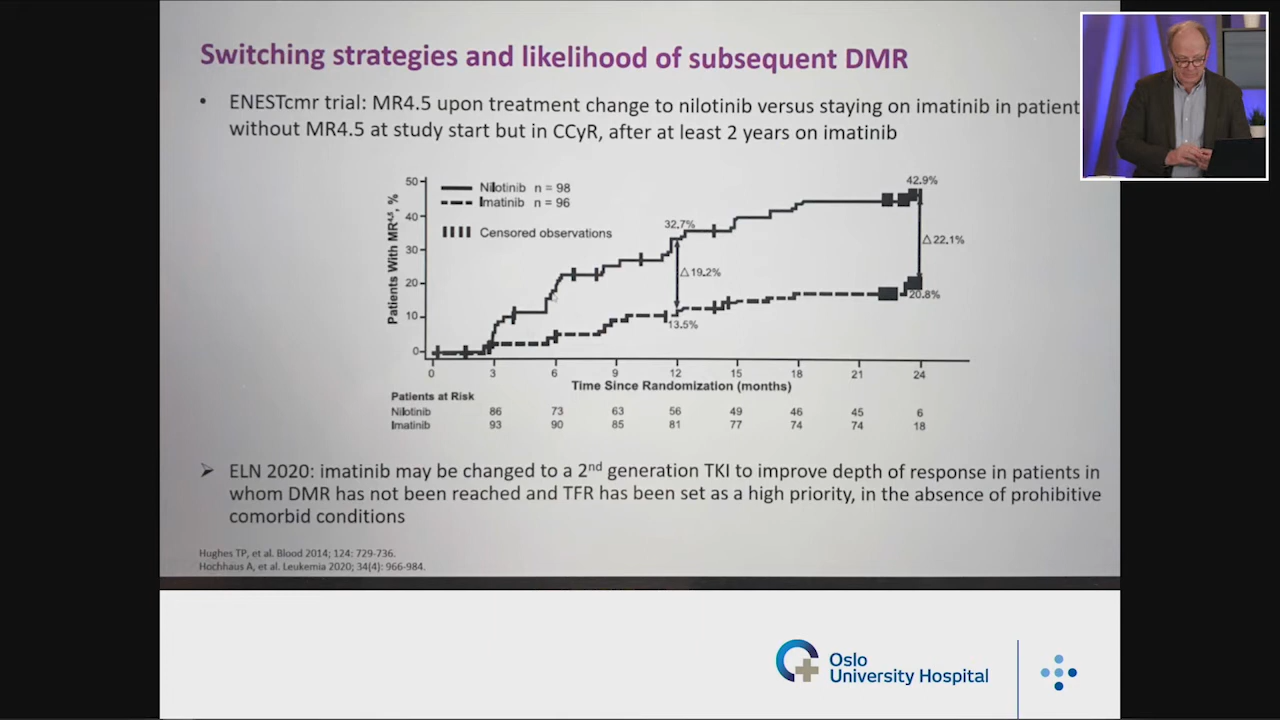 Switching strategies and likelihood of subsequent DMR
• ENESTcmr trial: MR4.5 upon treatment change to nilotinib versus staying on imatinib in patient
without MR4.5 at study start but in CCyR, after at least 2 years on imatinib
Nilotinib n = 98
Imatinib n = 96
Censored observations
Patients With MR4.5, %
50
40
30
20
10
0
32.7%
△19.2%
13.5%
42.9%
△22.1%
20.8%
0 3 6 9 12 15 18 21 24
Time Since Randomization (months)
Patients at Risk
Nilotinib 86 73 63 56 49 46 45 6
Imatinib 93 90 85 81 77 74 74 18
➢ ELN 2020: imatinib may be changed to a 2nd generation TKI to improve depth of response in patients in
whom DMR has not been reached and TFR has been set as a high priority, in the absence of prohibitive
comorbid conditions
Hughes TP, et al. Blood 2014; 124: 729-736.
Hochhaus A, et al. Leukemia 2020; 34(4): 966-984.
Oslo
University Hospital